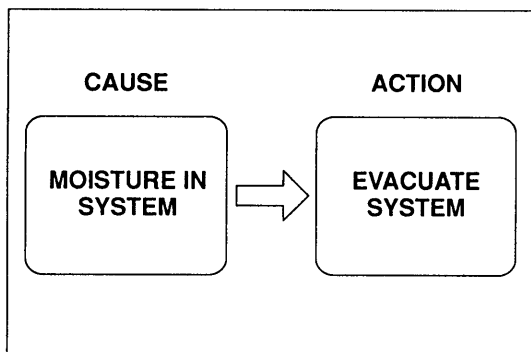 CAUSE
ACTION
MOISTURE IN
SYSTEM
EVACUATE
SYSTEM